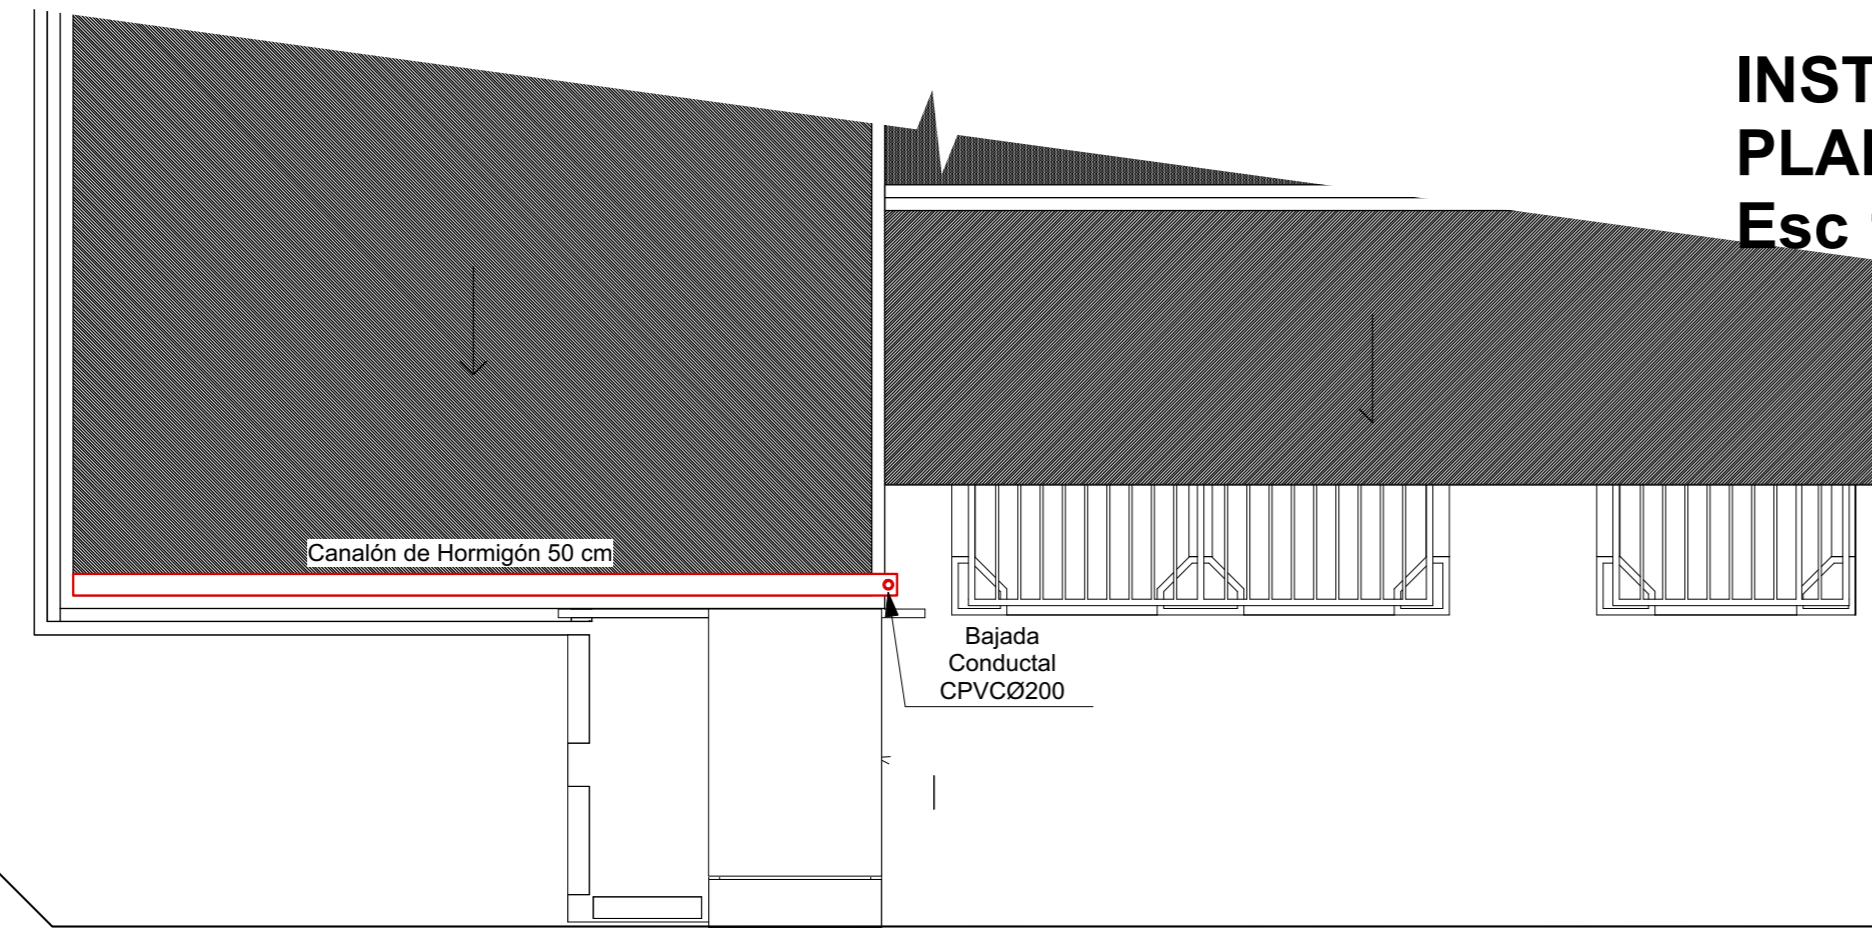 INST
PLA
Esc
Canalón de Hormigón 50 cm
Bajada
Conductal
CPVCØ200